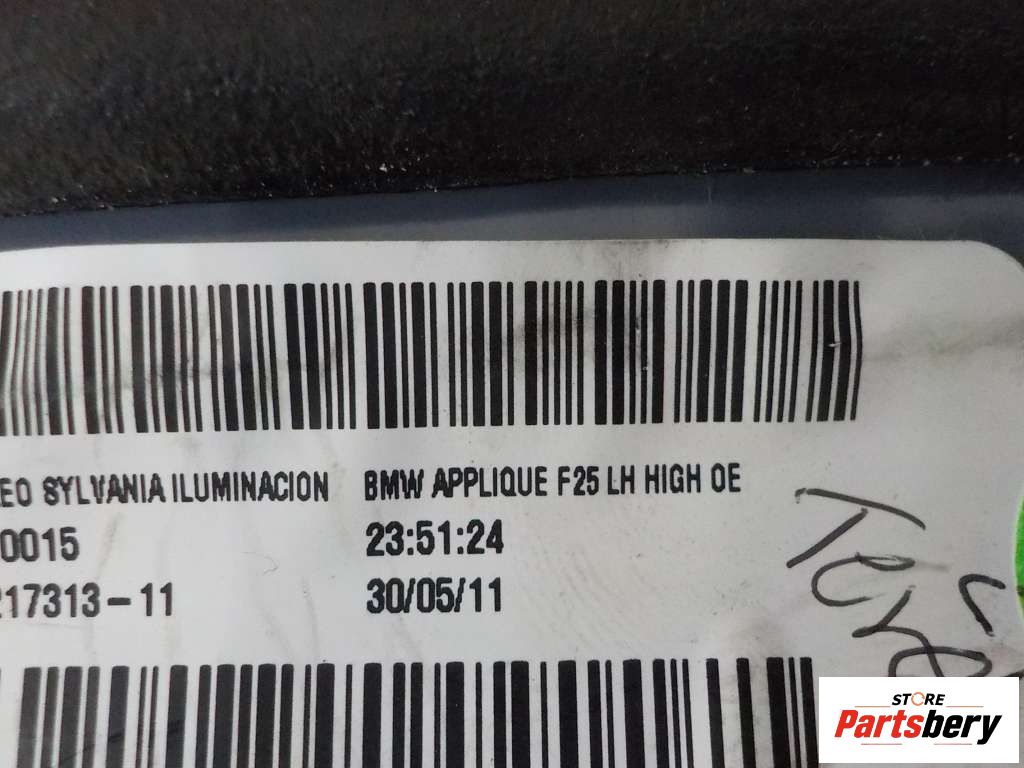 EO SYLVANIA ILUMINACION BMW APPLIQUE F25 LH HIGH OE
0015 23:51:24
217313-11 30/05/11
STORE
Partsbery